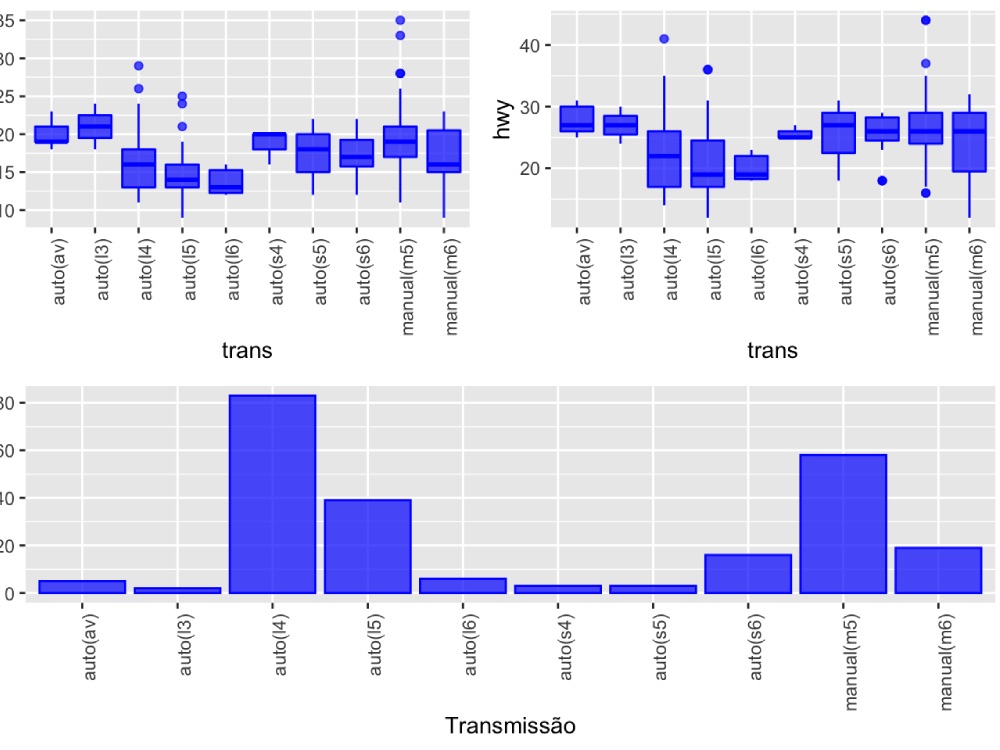 35
30
25
20
15
10
auto(av)
auto(l3)
auto(l4)
auto(l5)
auto(l6)
auto(s4)
auto(s5)
auto(s6)
manual(m5)
manual(m6)
trans
hwy
40
30
20
auto(av)
auto(l3)
auto(l4)
auto(l5)
auto(l6)
auto(s4)
auto(s5)
auto(s6)
manual(m5)
manual(m6)
trans
80
60
40
20
0
auto(av)
auto(l3)
auto(l4)
auto(l5)
auto(l6)
auto(s4)
auto(s5)
auto(s6)
manual(m5)
manual(m6)
Transmissão